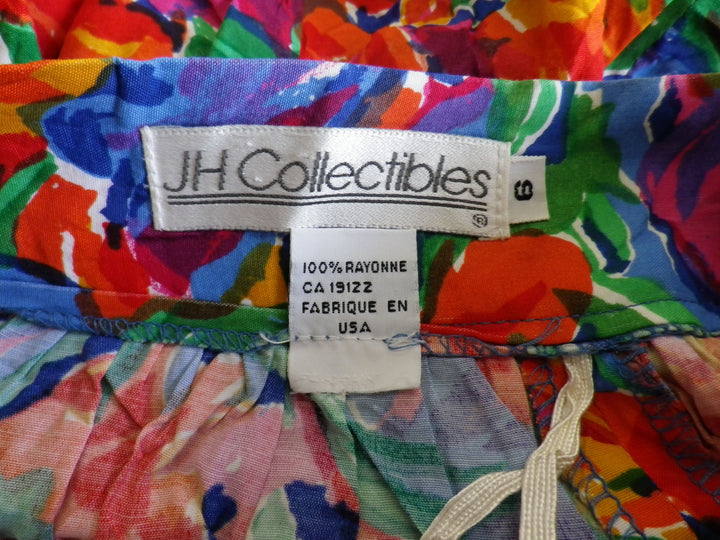 JH Collectibles
®
6
100% RAYONNE
CA 19122
FABRIQUE EN
USA